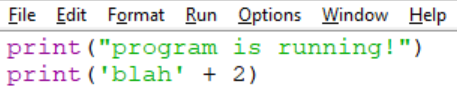 File Edit Format Run Options Window Help
print("program is running!")
print('blah' + 2)